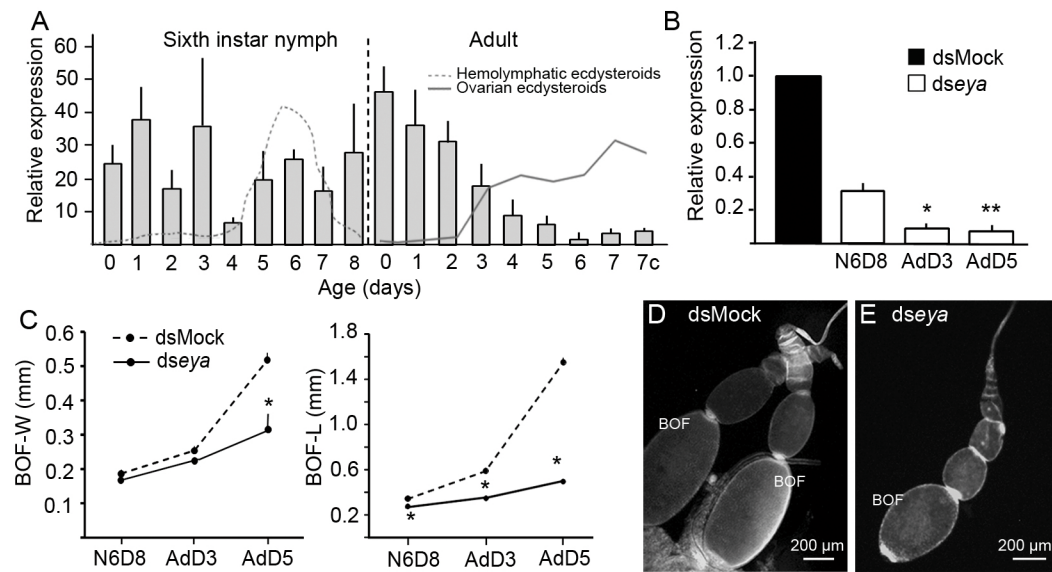 A
Sixth instar nymph
Adult
Relative expression
60
50
40
30
20
10
Hemolymphatic ecdysteroids
Ovarian ecdysteroids
0 1 2 3 4 5 6 7 8 0 1 2 3 4 5 6 7 7c
Age (days)
B
Relative expression
1.2
1.0
0.8
0.6
0.4
0.2
dsMock
dseya
* **
N6D8 AdD3 AdD5
C
BOF-W (mm)
0.6
0.5
0.4
0.3
0.2
0.1
dsMock
dseya
*
N6D8 AdD3 AdD5
BOF-L (mm)
1.8
1.4
1.0
0.6
0.2
* * *
N6D8 AdD3 AdD5
D dsMock
BOF
BOF
200 µm
E dseya
BOF
200 µm